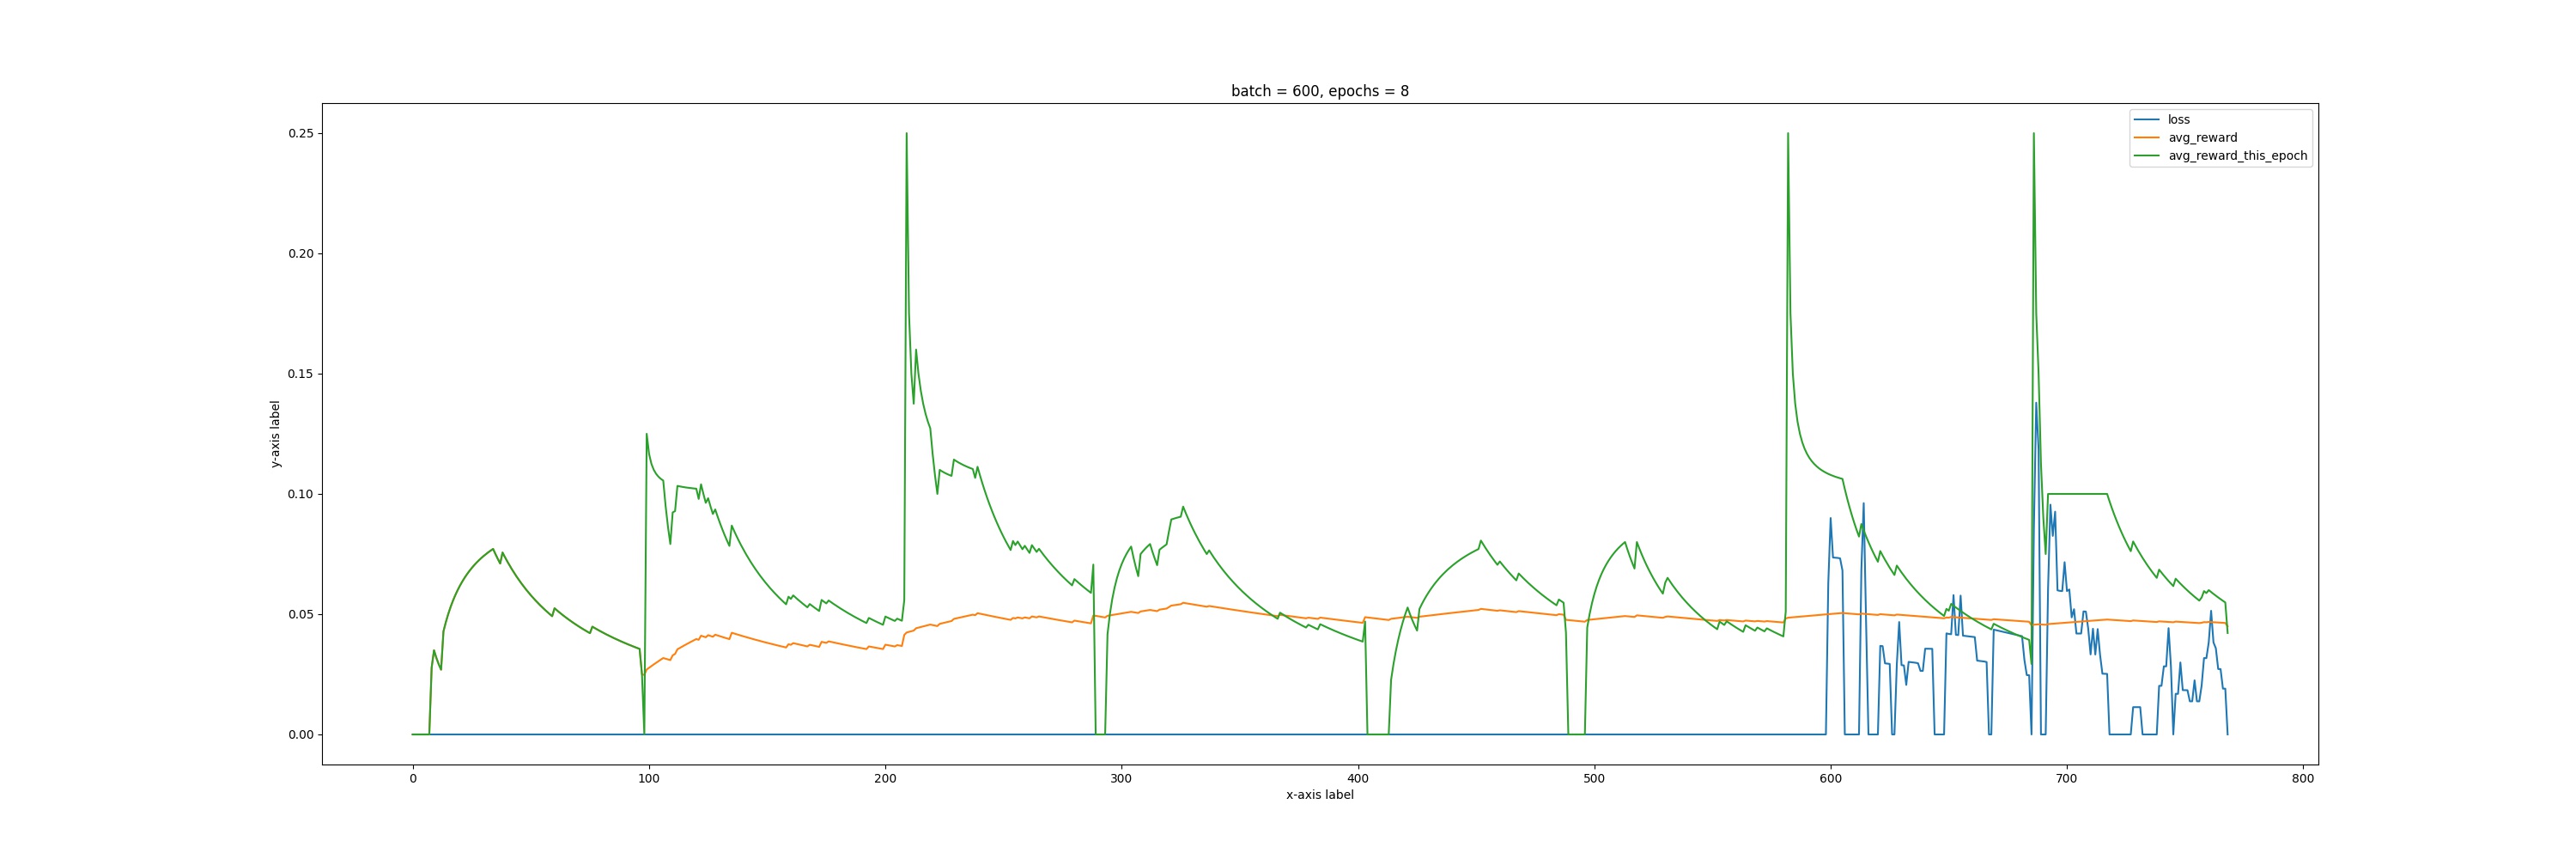 batch = 600, epochs = 8
loss
avg_reward
avg_reward_this_epoch
0.25
0.20
0.15
0.10
0.05
0.00
y-axis label
0 100 200 300 400 500 600 700 800
x-axis label